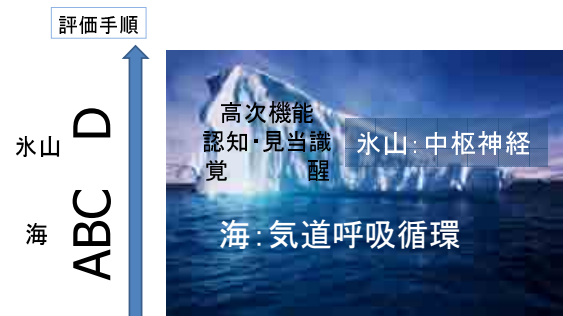 評価手順
氷山
D
海
ABC
高次機能
認知・見当識
覚 醒
氷山：中枢神経
海：気道呼吸循環